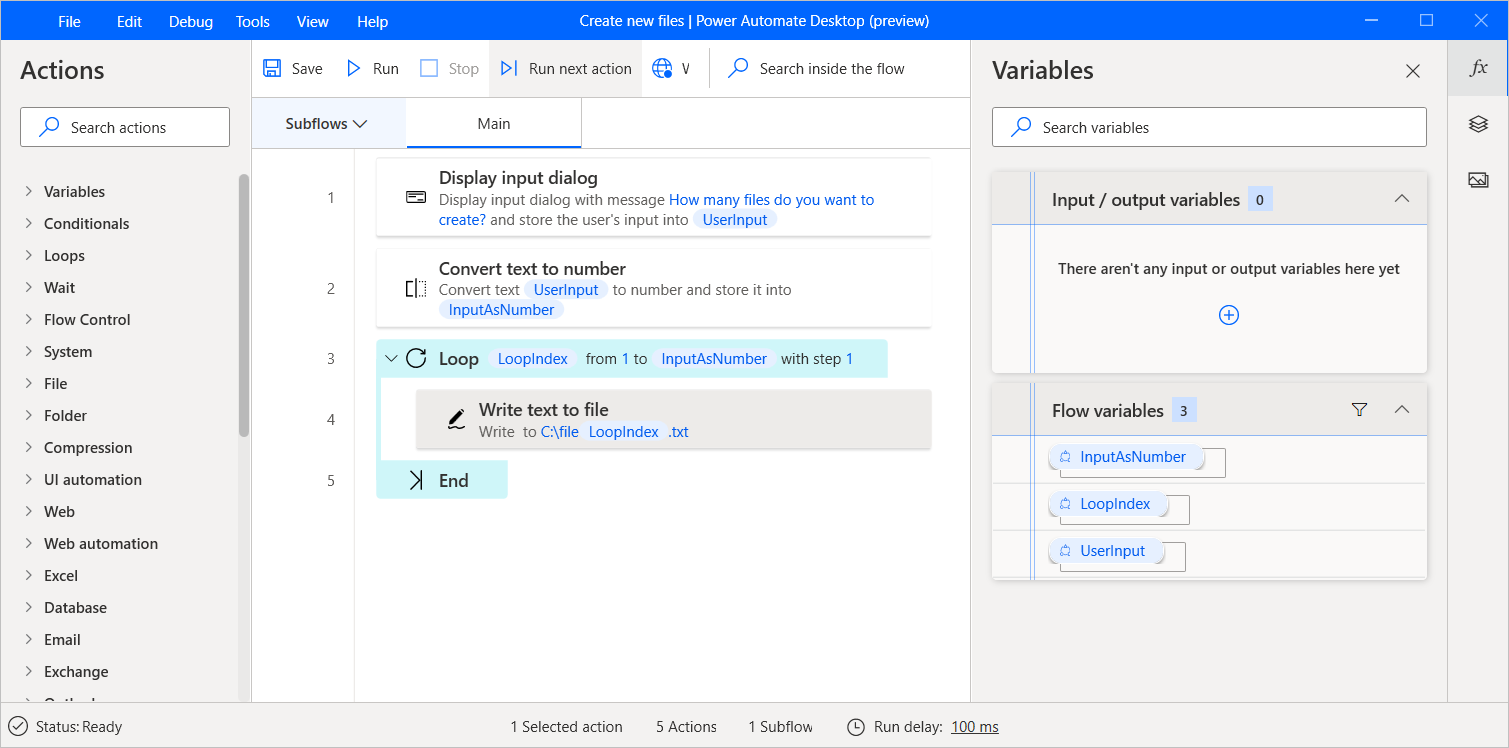 File Edit Debug Tools View Help Create new files | Power Automate Desktop (preview)
Actions
Search actions
Variables
Conditionals
Loops
Wait
Flow Control
System
File
Folder
Compression
UI automation
Web
Web automation
Excel
Database
Email
Exchange
Save Run Stop Run next action Search inside the flow
Subflows Main
1 Display input dialog
Display input dialog with message How many files do you want to
create? and store the user's input into UserInput
2 Convert text to number
Convert text UserInput to number and store it into
InputAsNumber
3 Loop LoopIndex from 1 to InputAsNumber with step 1
4 Write text to file
Write to C:\file LoopIndex .txt
5 End
Variables
fx
Search variables
Input / output variables 0
There aren't any input or output variables here yet
Flow variables 3
InputAsNumber
LoopIndex
UserInput
Status: Ready 1 Selected action 5 Actions 1 Subflow Run delay: 100 ms